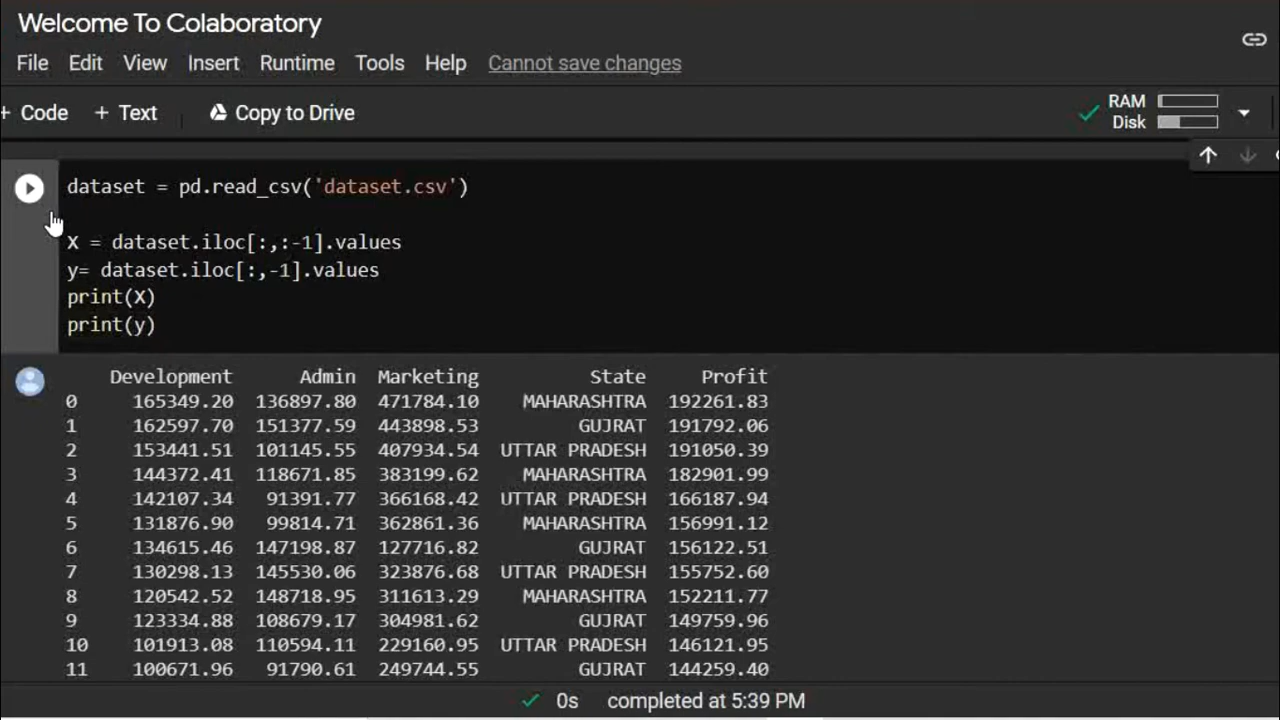 Welcome To Colaboratory
File Edit View Insert Runtime Tools Help Cannot save changes
+ Code + Text Copy to Drive RAM Disk
dataset = pd.read_csv('dataset.csv')
X = dataset.iloc[:,:-1].values
y= dataset.iloc[:,-1].values
print(X)
print(y)
Development Admin Marketing State Profit
0 165349.20 136897.80 471784.10 MAHARASHTRA 192261.83
1 162597.70 151377.59 443898.53 GUJRAT 191792.06
2 153441.51 101145.55 407934.54 UTTAR PRADESH 191050.39
3 144372.41 118671.85 383199.62 MAHARASHTRA 182901.99
4 142107.34 91391.77 366168.42 UTTAR PRADESH 166187.94
5 131876.90 99814.71 362861.36 MAHARASHTRA 156991.12
6 134615.46 147198.87 127716.82 GUJRAT 156122.51
7 130298.13 145530.06 323876.68 UTTAR PRADESH 155752.60
8 120542.52 148718.95 311613.29 MAHARASHTRA 152211.77
9 123334.88 108679.17 304981.62 GUJRAT 149759.96
10 101913.08 110594.11 229160.95 UTTAR PRADESH 146121.95
11 100671.96 91790.61 249744.55 GUJRAT 144259.40
0s completed at 5:39 PM